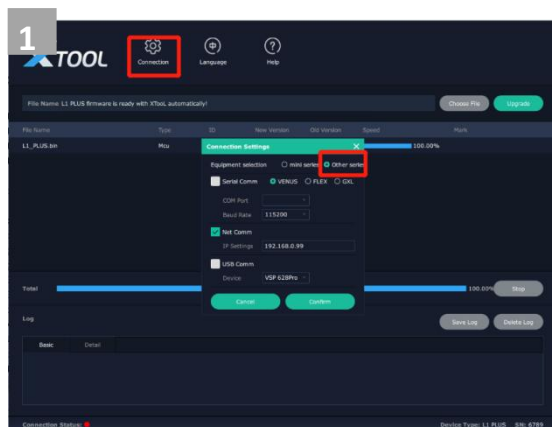 1
XTOOL
Connection
Language
Help
File Name: L1 PLUS firmware is ready with XTool automatically!
Choose File
Upgrade
File Name Type ID New Version Old Version Speed Mark
L1_PLUS.bin Mcu 100.00%
Connection Settings
Equipment selection mini series Other series
Serial Comm VENUS FLEX GXL
COM Port
Baud Rate 115200
Net Comm
IP Settings 192.168.0.99
USB Comm
Device VSP 628Pro
Cancel Confirm
Total 100.00% Stop
Log Save Log Delete Log
Basic Detail
Connection Status: Device Type: L1 PLUS SN: 6789